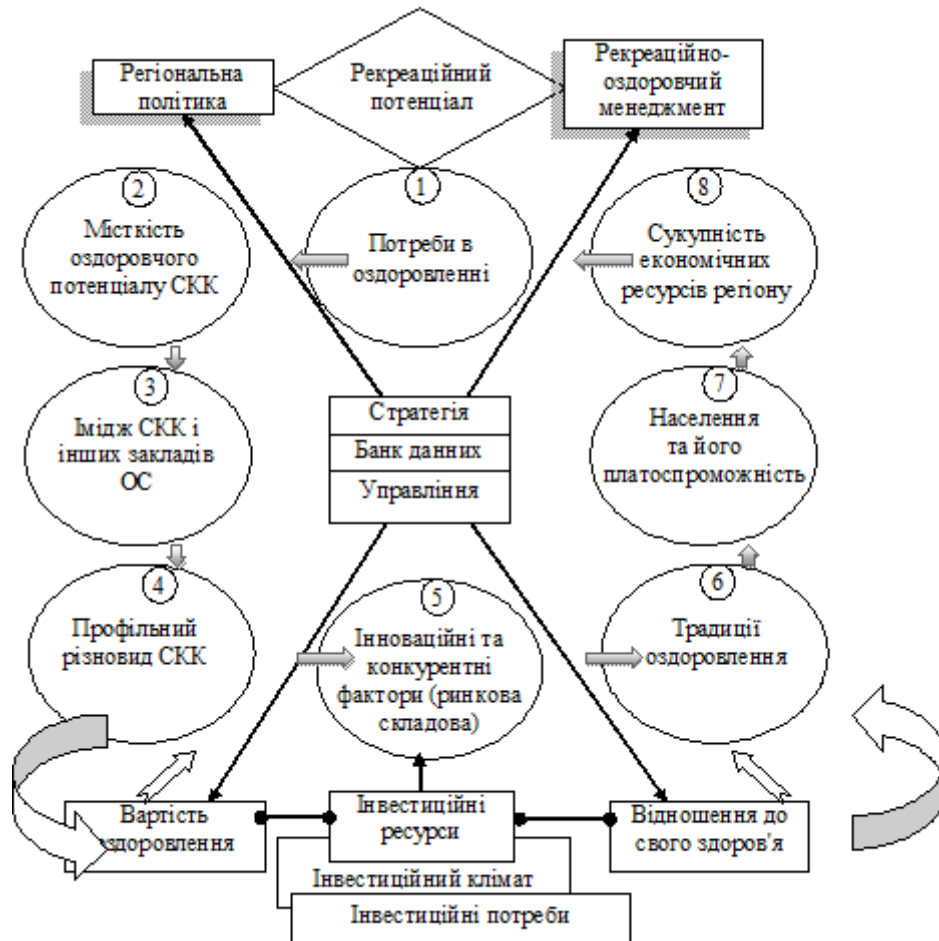 Регіональна
політика
Рекреаційний
потенціал
Рекреаційно-
оздоровчий
менеджмент
2
Місткість
оздоровчого
потенціалу СКК
1
Потреби в
оздоровленні
8
Сукупність
економічних
ресурсів регіону
3
Імідж СКК і
інших закладів
ОС
Стратегія
Банк данних
Управління
7
Населення
та його
платоспроможність
4
Профільний
різновид СКК
5
Інноваційні та
конкурентні
фактори (ринкова
складова)
6
Традиції
оздоровлення
Вартість
оздоровлення
Інвестиційні
ресурси
Відношення до
свого здоров'я
Інвестиційний клімат
Інвестиційні потреби